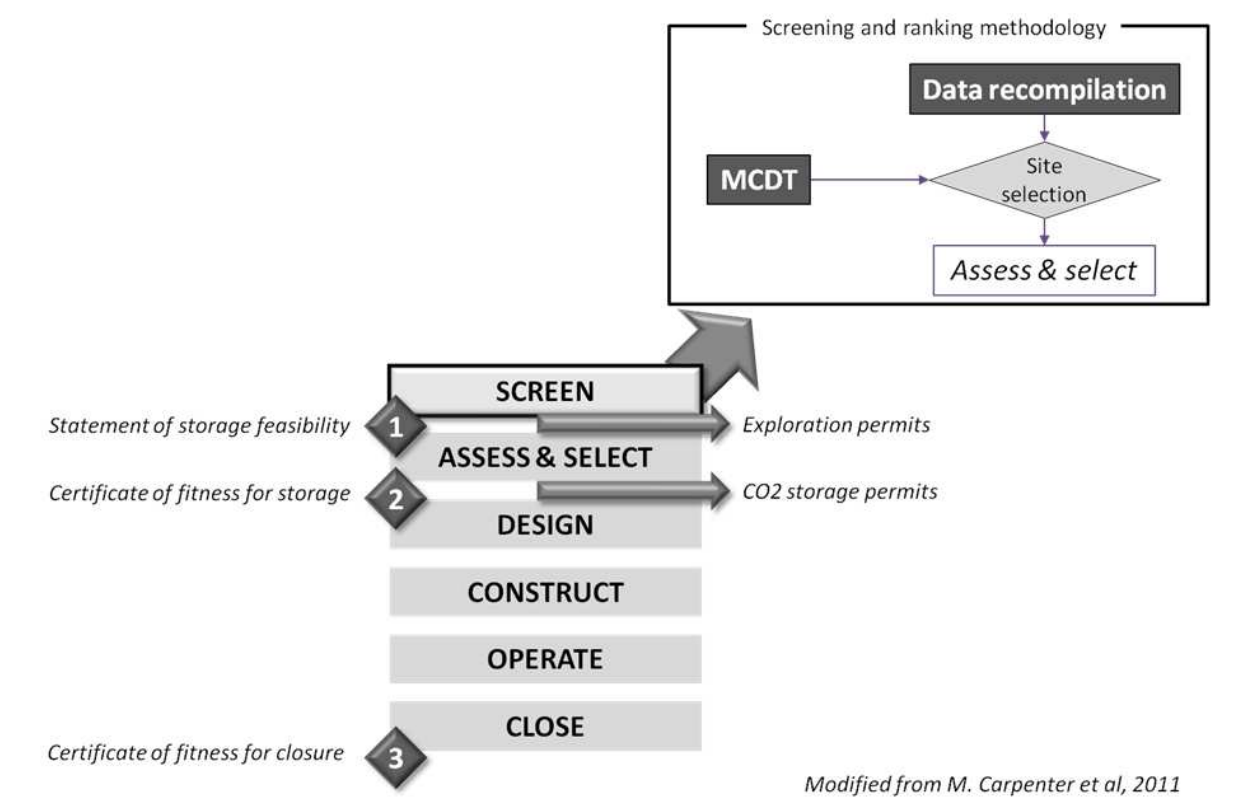 Screening and ranking methodology
Data recompilation
MCDT
Site
selection
Assess & select
SCREEN
Statement of storage feasibility
1
Exploration permits
ASSESS & SELECT
Certificate of fitness for storage
2
CO2 storage permits
DESIGN
CONSTRUCT
OPERATE
CLOSE
Certificate of fitness for closure
3
Modified from M. Carpenter et al, 2011